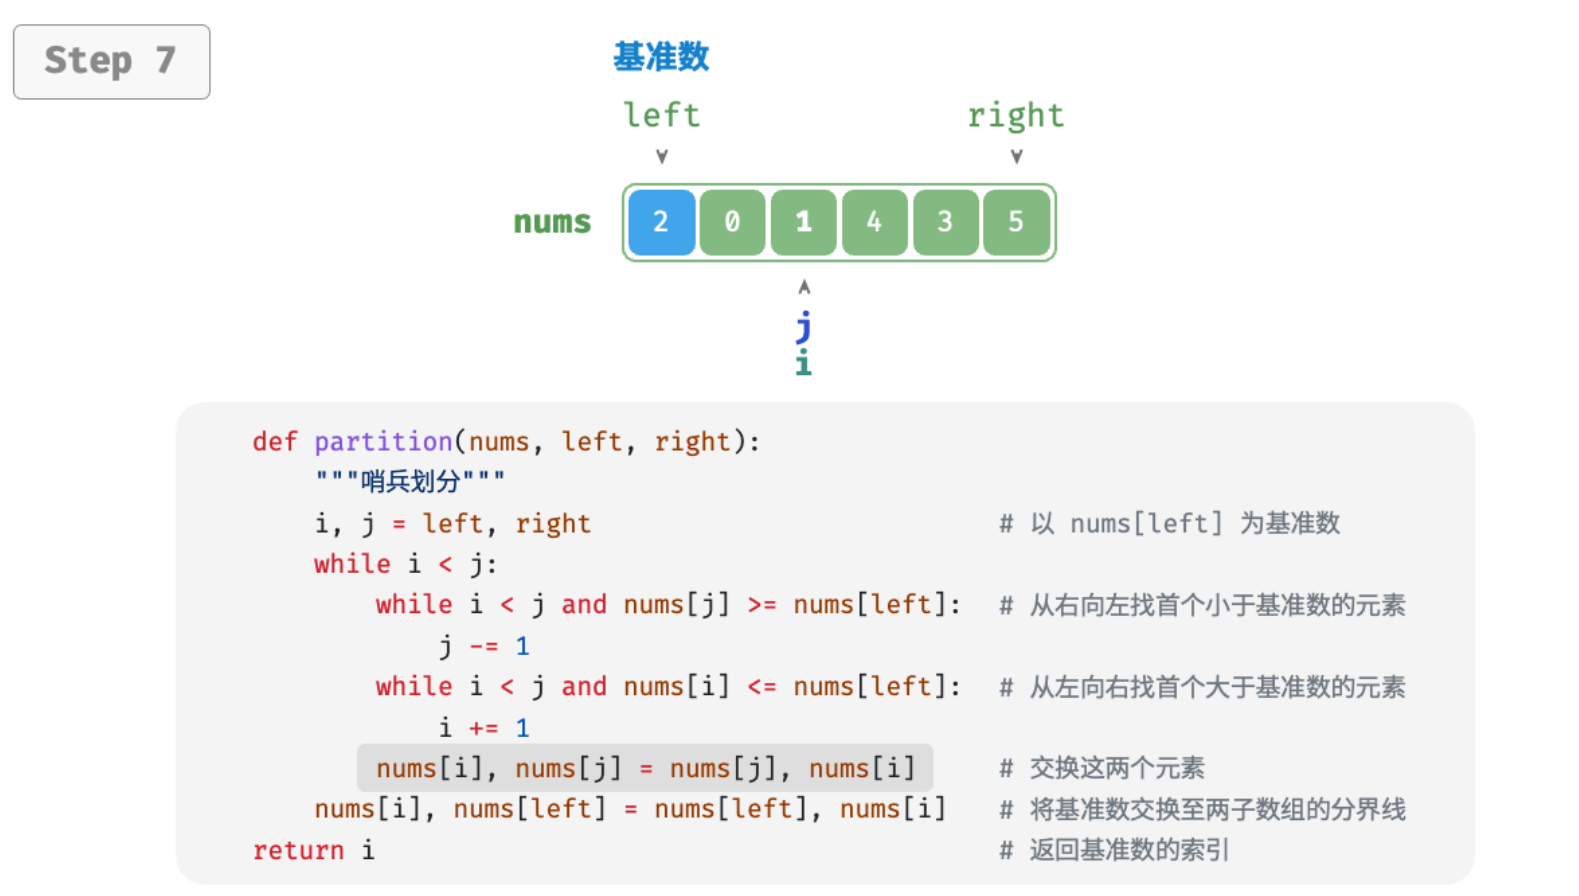 Step 7
基准数
left right
nums 2 0 1 4 3 5
j
i
def partition(nums, left, right):
"""哨兵划分"""
i, j = left, right # 以 nums[left] 为基准数
while i < j:
while i < j and nums[j] >= nums[left]: # 从右向左找首个小于基准数的元素
j -= 1
while i < j and nums[i] <= nums[left]: # 从左向右找首个大于基准数的元素
i += 1
nums[i], nums[j] = nums[j], nums[i] # 交换这两个元素
nums[i], nums[left] = nums[left], nums[i] # 将基准数交换至两子数组的分界线
return i # 返回基准数的索引